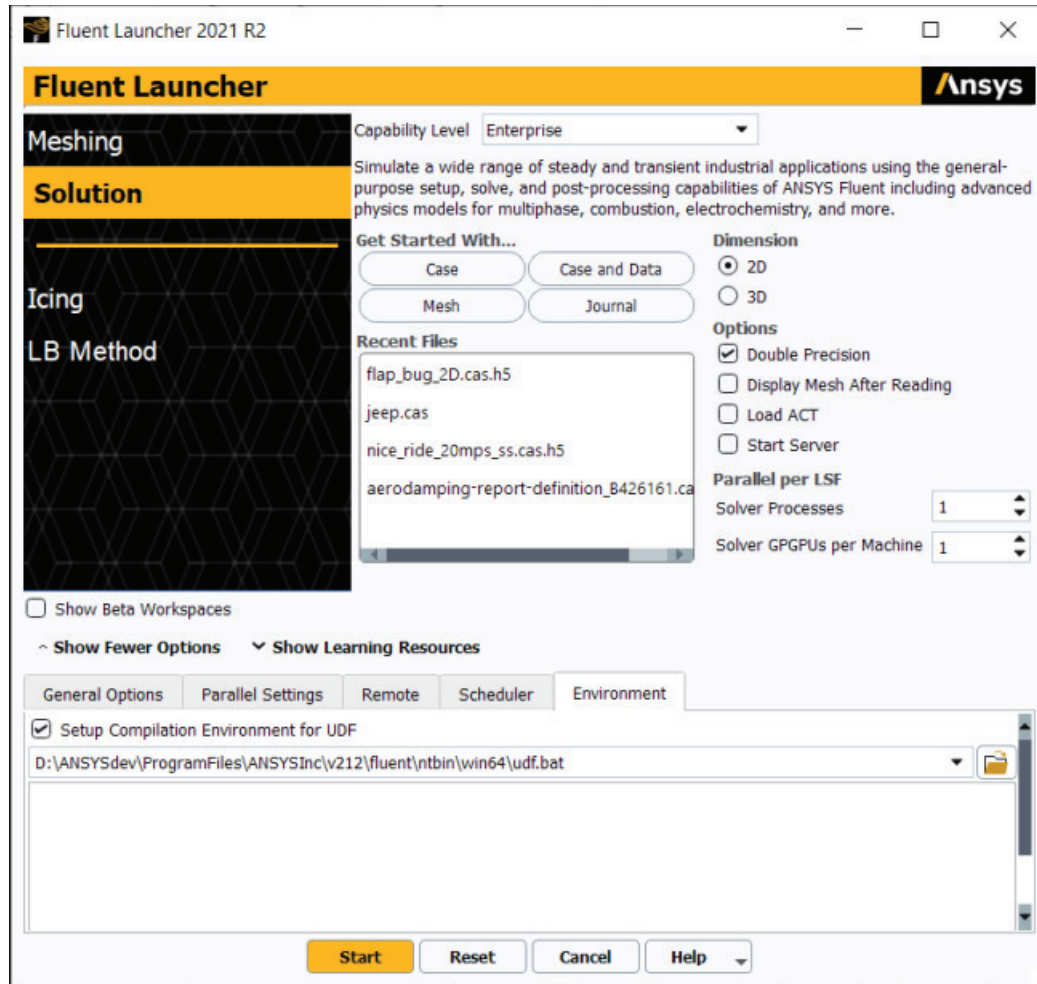 Fluent Launcher 2021 R2
Fluent Launcher
Ansys
Meshing
Solution
Icing
LB Method
Capability Level Enterprise
Simulate a wide range of steady and transient industrial applications using the general-
purpose setup, solve, and post-processing capabilities of ANSYS Fluent including advanced
physics models for multiphase, combustion, electrochemistry, and more.
Get Started With...
Case Case and Data
Mesh Journal
Recent Files
flap_bug_2D.cas.h5
jeep.cas
nice_ride_20mps_ss.cas.h5
aerodamping-report-definition_B426161.ca
Dimension
2D
3D
Options
Double Precision
Display Mesh After Reading
Load ACT
Start Server
Parallel per LSF
Solver Processes 1
Solver GPGPUs per Machine 1
Show Beta Workspaces
Show Fewer Options Show Learning Resources
General Options Parallel Settings Remote Scheduler Environment
Setup Compilation Environment for UDF
D:\ANSYSdev\ProgramFiles\ANSYSInc\v212\fluent\ntbin\win64\udf.bat
Start Reset Cancel Help